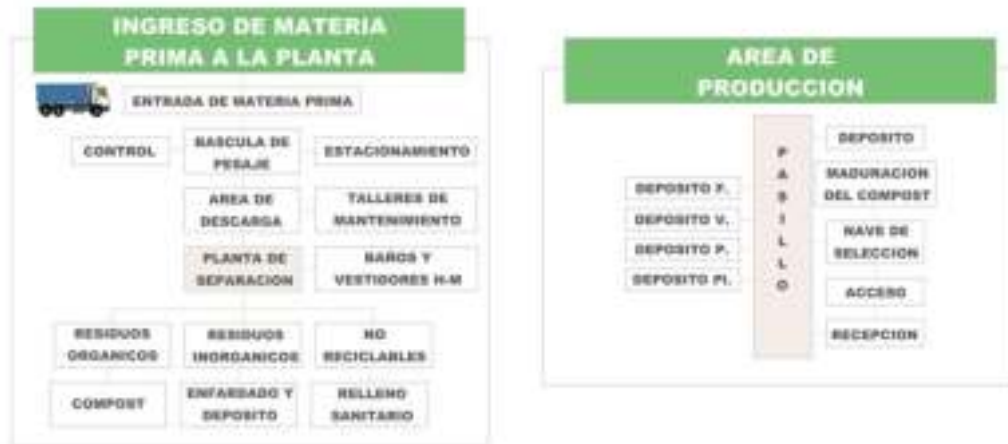 INGRESO DE MATERIA
PRIMA A LA PLANTA
ENTRADA DE MATERIA PRIMA
CONTROL
BASCULA DE
PESAJE
ESTACIONAMIENTO
AREA DE
DESCARGA
TALLERES DE
MANTENIMIENTO
PLANTA DE
SEPARACION
BAÑOS Y
VESTIDORES H-M
RESIDUOS
ORGANICOS
RESIDUOS
INORGANICOS
NO
RECICLABLES
COMPOST
ENFARDADO Y
DEPOSITO
RELLENO
SANITARIO
AREA DE
PRODUCCION
DEPOSITO F.
DEPOSITO V.
DEPOSITO P.
DEPOSITO PI.
PASILLO
DEPOSITO
MADURACION
DEL COMPOST
NAVE DE
SELECCION
ACCESO
RECEPCION